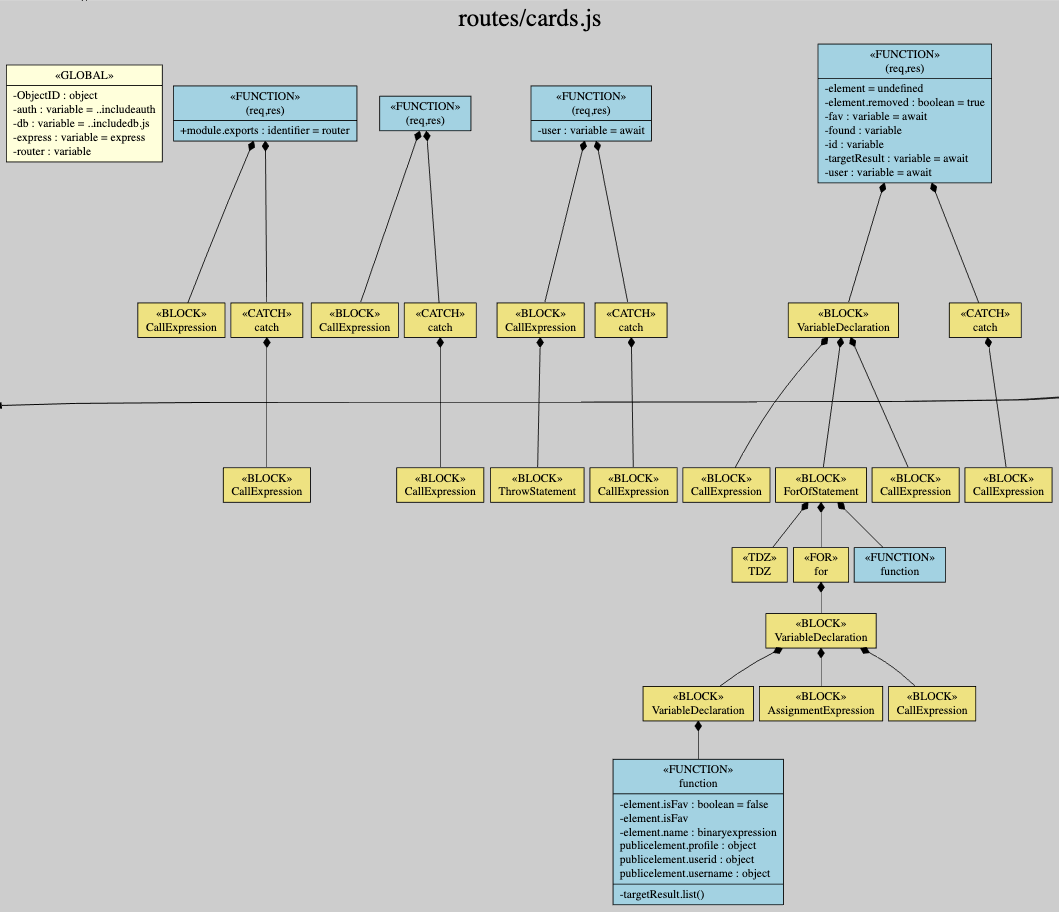 routes/cards.js
«GLOBAL»
-ObjectID : object
-auth : variable = ..includeauth
-db : variable = ..includedb.js
-express : variable = express
-router : variable
«FUNCTION»
(req,res)
+module.exports : identifier = router
«FUNCTION»
(req,res)
«FUNCTION»
(req,res)
-user : variable = await
«FUNCTION»
(req,res)
-element = undefined
-element.removed : boolean = true
-fav : variable = await
-found : variable
-id : variable
-targetResult : variable = await
-user : variable = await
«BLOCK»
CallExpression
«CATCH»
catch
«BLOCK»
CallExpression
«CATCH»
catch
«BLOCK»
CallExpression
«CATCH»
catch
«BLOCK»
VariableDeclaration
«CATCH»
catch
«BLOCK»
CallExpression
«BLOCK»
CallExpression
«BLOCK»
ThrowStatement
«BLOCK»
CallExpression
«BLOCK»
CallExpression
«BLOCK»
ForOfStatement
«BLOCK»
CallExpression
«BLOCK»
CallExpression
«TDZ»
TDZ
«FOR»
for
«FUNCTION»
function
«BLOCK»
VariableDeclaration
«BLOCK»
VariableDeclaration
«BLOCK»
AssignmentExpression
«BLOCK»
CallExpression
«FUNCTION»
function
-element.isFav : boolean = false
-element.isFav
-element.name : binaryexpression
publicelement.profile : object
publicelement.userid : object
publicelement.username : object
-targetResult.list()